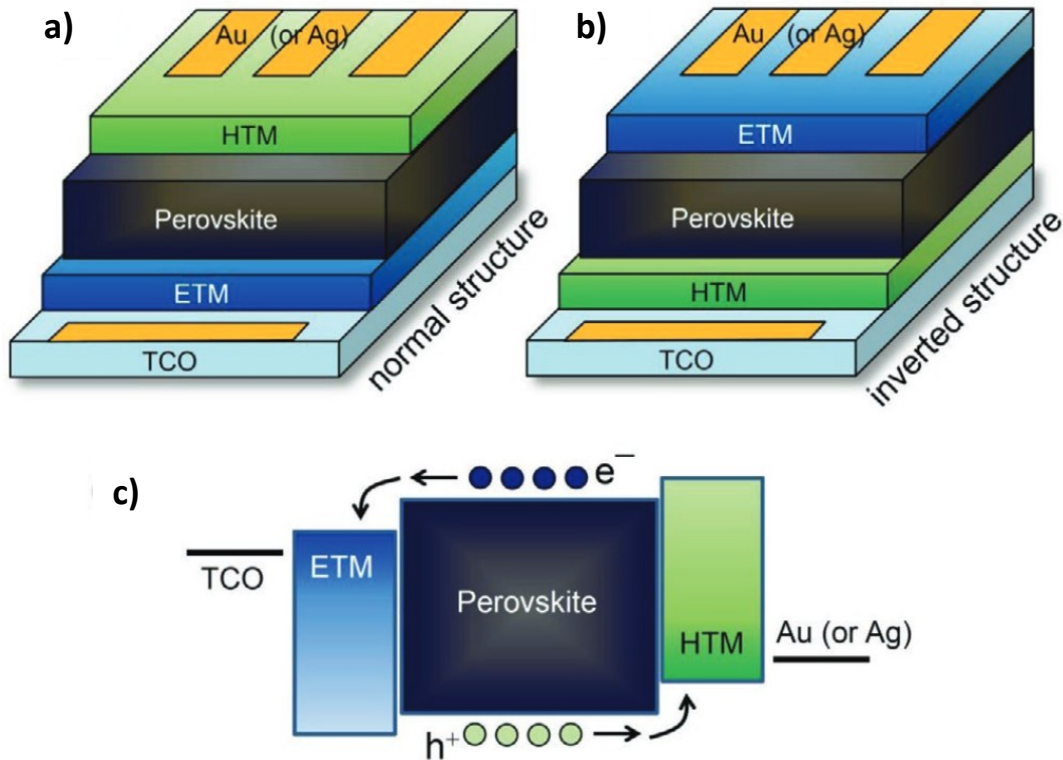 a)
Au (or Ag)
HTM
Perovskite
ETM
TCO
normal structure
b)
Au (or Ag)
ETM
Perovskite
HTM
TCO
inverted structure
c)
e⁻
TCO
ETM
Perovskite
HTM
Au (or Ag)
h⁺